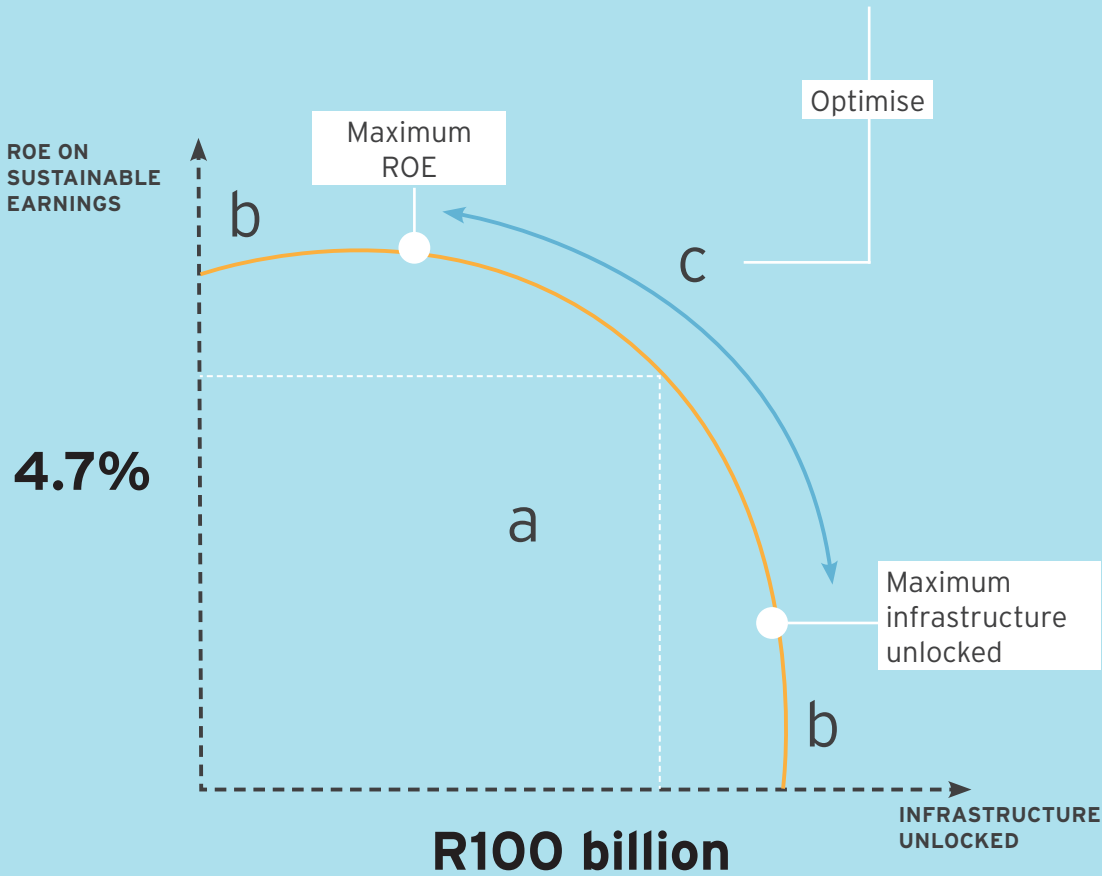 Optimise
Maximum
ROE
ROE ON
SUSTAINABLE
EARNINGS
b
c
4.7%
a
Maximum
infrastructure
unlocked
b
INFRASTRUCTURE
UNLOCKED
R100 billion